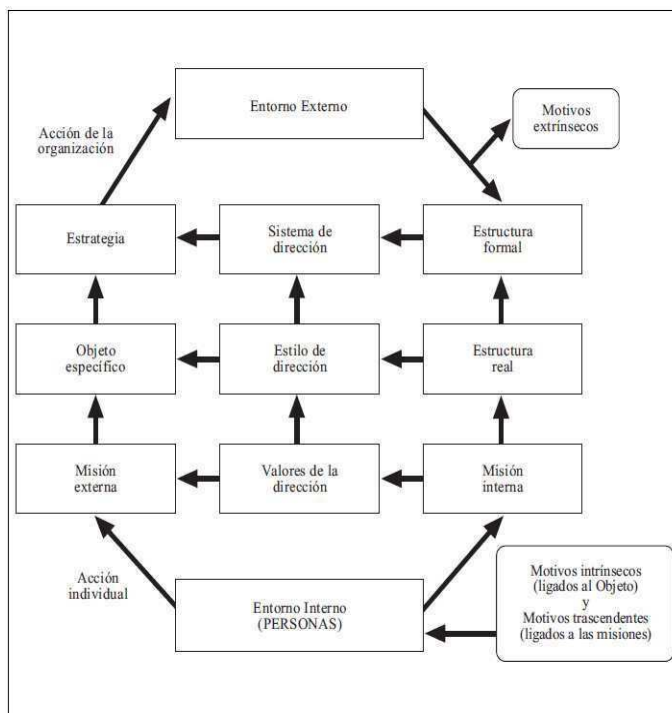 Entorno Externo
Motivos
extrínsecos
Acción de la
organización
Estrategia
Sistema de
dirección
Estructura
formal
Objeto
específico
Estilo de
dirección
Estructura
real
Misión
externa
Valores de la
dirección
Misión
interna
Acción
individual
Entorno Interno
(PERSONAS)
Motivos intrínsecos
(ligados al Objeto)
y
Motivos trascendentes
(ligados a las misiones)